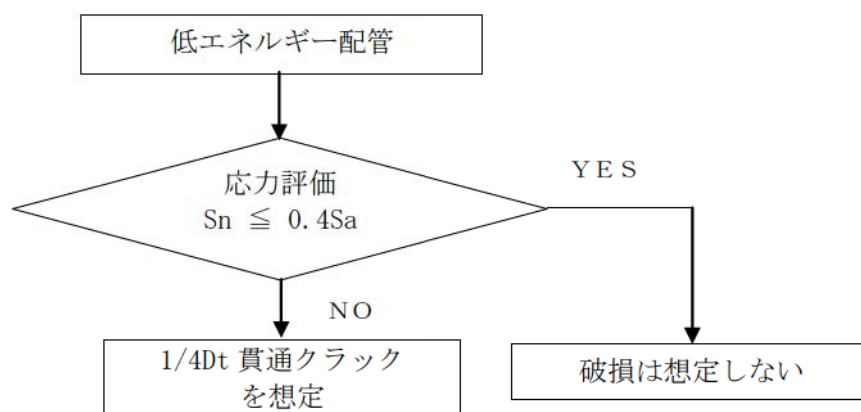 低エネルギー配管
応力評価
Sn ≦ 0.4Sa
YES
NO
1/4Dt 貫通クラック
を想定
破損は想定しない